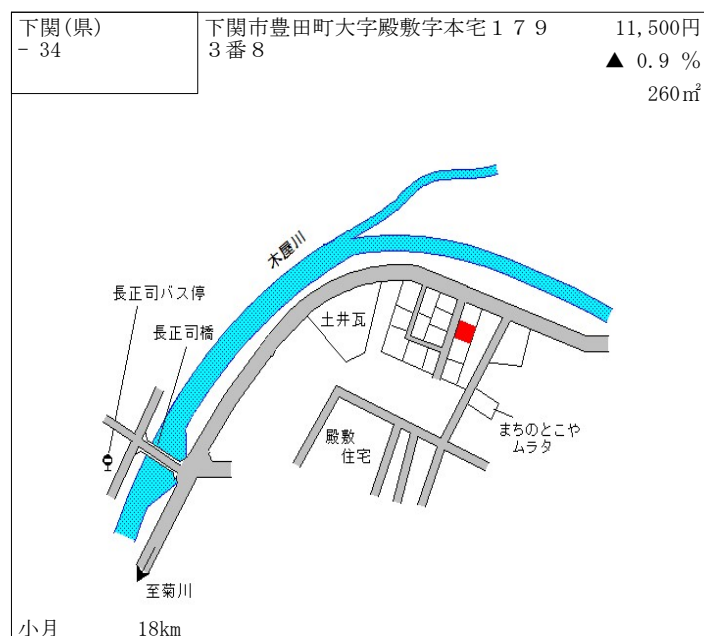 下関(県)
- 34
下関市豊田町大字殿敷字本宅１７９
３番８
11,500円
▲ 0.9 %
260㎡
木屋川
長正司バス停
長正司橋
土井瓦
まちのとこや
ムラタ
殿敷
住宅
至菊川
小月 18km